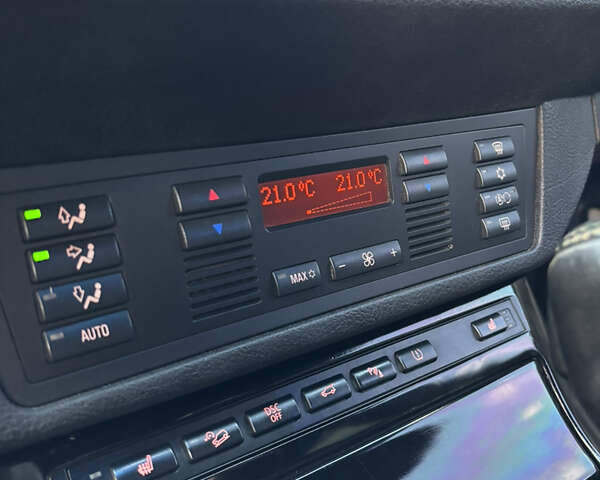 21.0°C 21.0°C
MAX
- +
AUTO
DSC
OFF